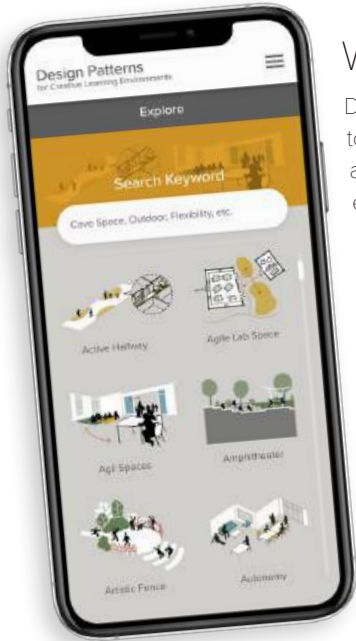 Design Patterns
for Creative Learning Environments
Explore
Search Keyword
Cave Space, Outdoor, Flexibility, etc.
Active Hallway
Agile Lab Space
Agil Spaces
Amphitheater
Artistic Fence
Autonomy